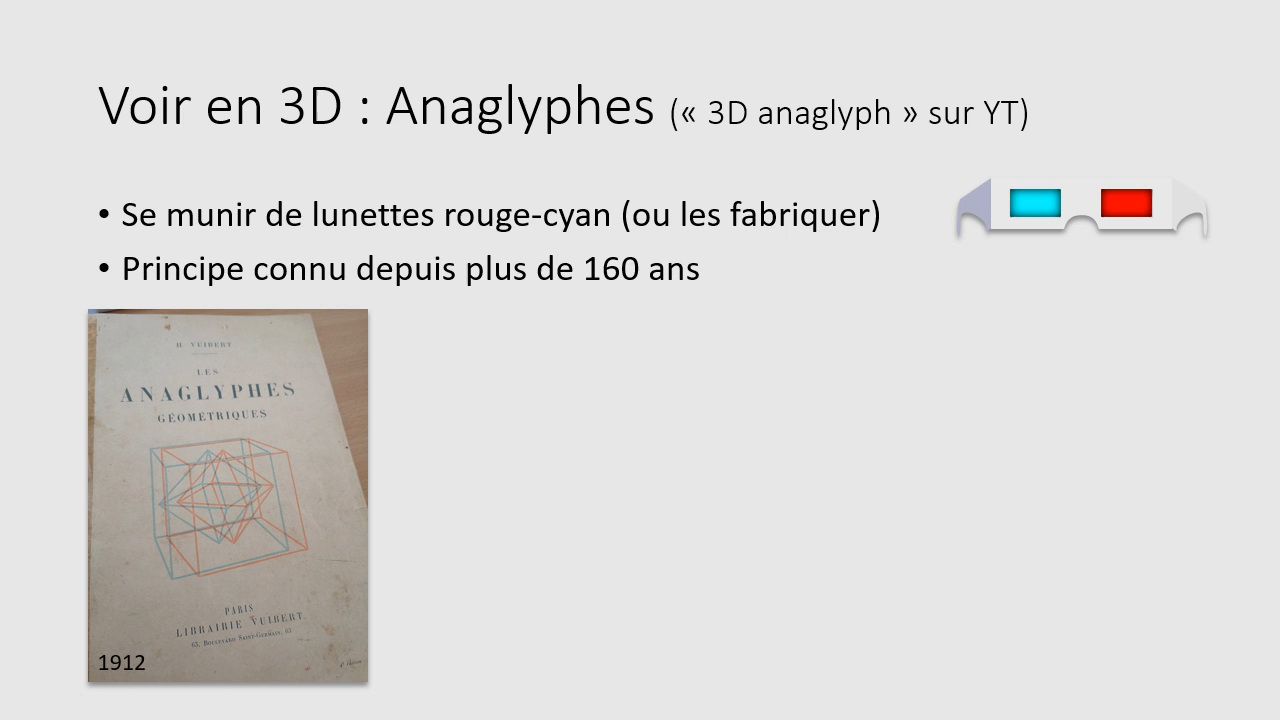 Voir en 3D : Anaglyphes (« 3D anaglyph » sur YT)
• Se munir de lunettes rouge-cyan (ou les fabriquer)
• Principe connu depuis plus de 160 ans
H. VUIBERT
LES
ANAGLYPHES
GÉOMÉTRIQUES
PARIS
LIBRAIRIE VUIBERT
63, BOULEVARD SAINT-GERMAIN, 63
1912